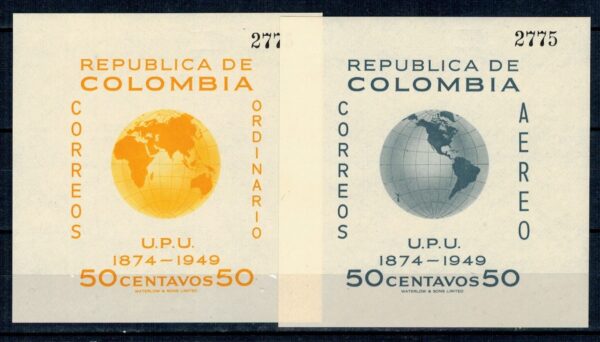 277
REPUBLICA DE
COLOMBIA
CORREOS
ORDINARIO
U.P.U.
1874-1949
50 CENTAVOS 50
WATERLOW & SONS LIMITED
2775
REPUBLICA DE
COLOMBIA
CORREOS
AEREO
U.P.U.
1874-1949
50 CENTAVOS 50
WATERLOW & SONS LIMITED